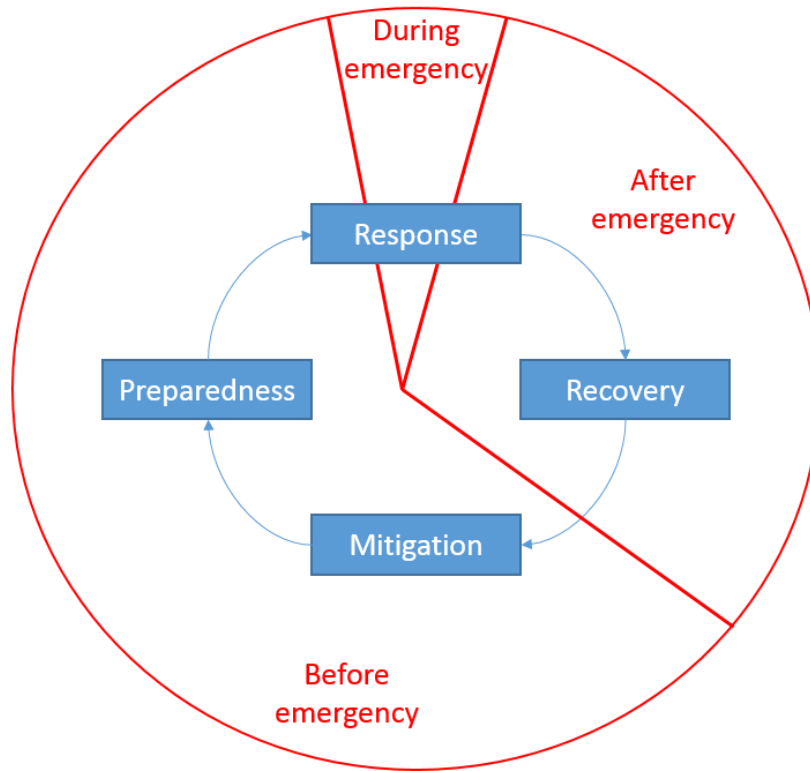 During
emergency
After
emergency
Response
Preparedness
Recovery
Mitigation
Before
emergency